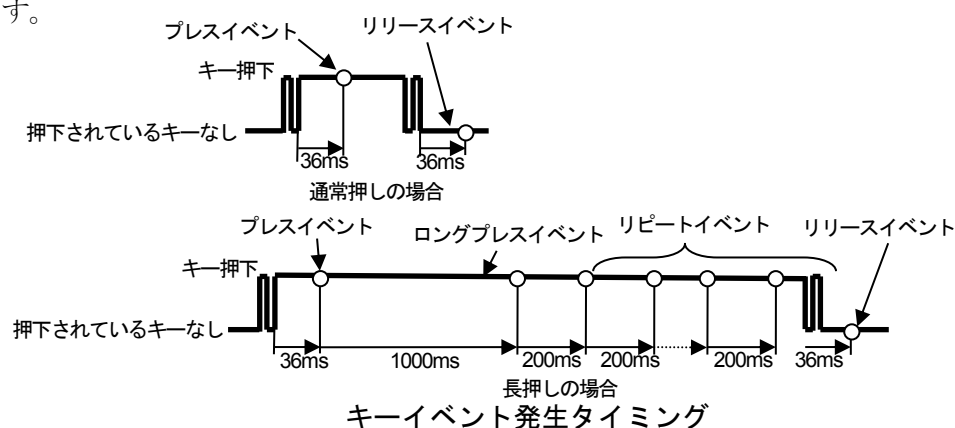 す。
プレスイベント
リリースイベント
キー押下
押下されているキーなし
36ms
36ms
通常押しの場合
プレスイベント
ロングプレスイベント
リピートイベント
リリースイベント
キー押下
押下されているキーなし
36ms
1000ms
200ms
200ms
200ms
36ms
長押しの場合
キーイベント発生タイミング